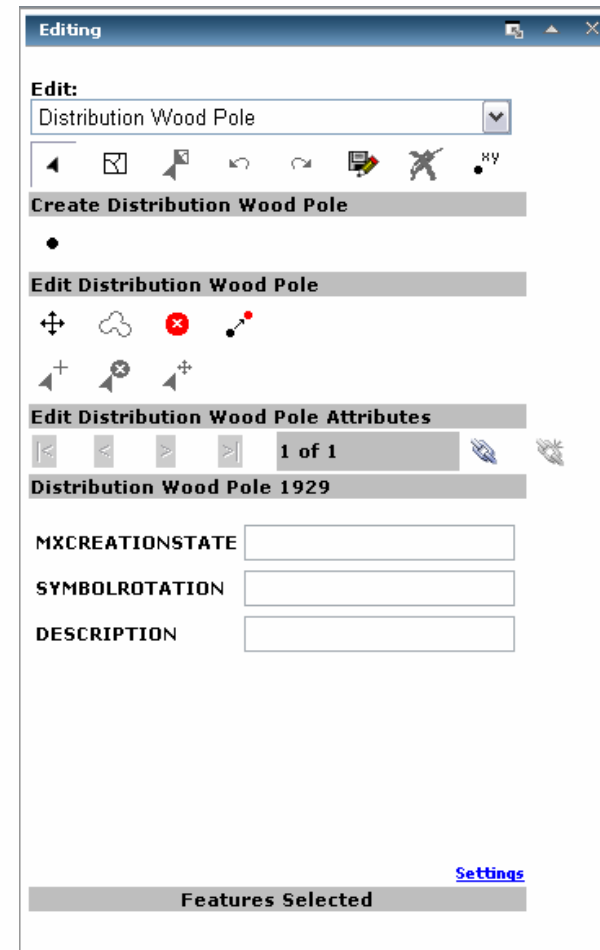 Editing
Edit:
Distribution Wood Pole
xy
Create Distribution Wood Pole
Edit Distribution Wood Pole
Edit Distribution Wood Pole Attributes
|< < > >| 1 of 1
Distribution Wood Pole 1929
MXCREATIONSTATE
SYMBOLROTATION
DESCRIPTION
Settings
Features Selected